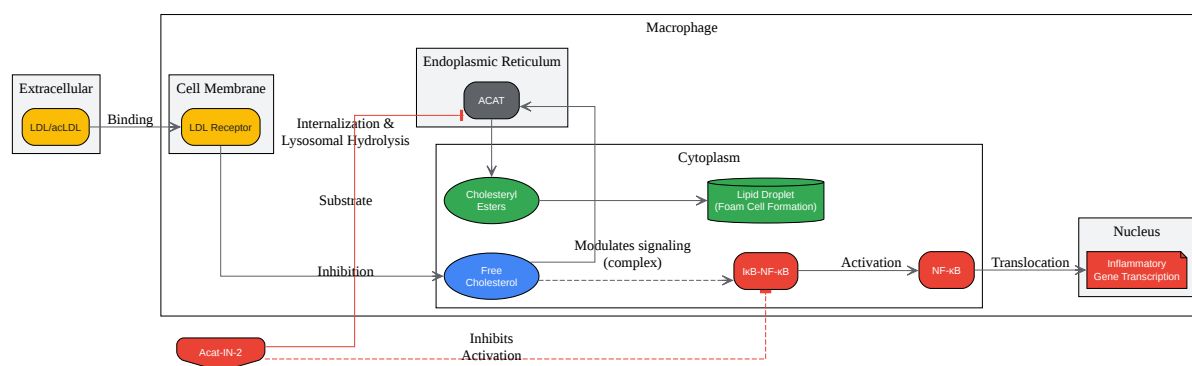 Macrophage
Endoplasmic Reticulum
ACAT
Extracellular
LDL/acLDL
Binding
Cell Membrane
LDL Receptor
Internalization &
Lysosomal Hydrolysis
Cytoplasm
Substrate
Cholesteryl
Esters
Lipid Droplet
(Foam Cell Formation)
Inhibition
Free
Cholesterol
Modulates signaling
(complex)
IκB-NF-κB
Activation
NF-κB
Translocation
Nucleus
Inflammatory
Gene Transcription
Acat-IN-2
Inhibits
Activation